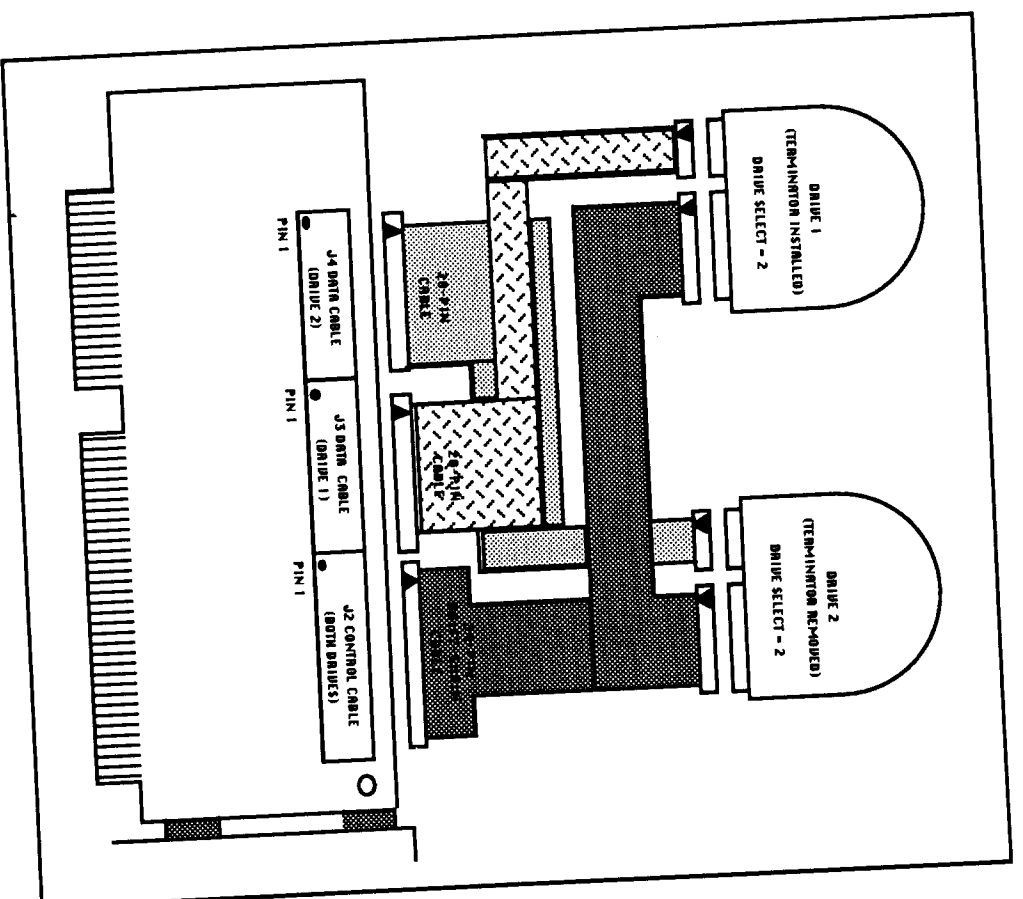 DRIVE 1
(TERMINATOR INSTALLED)
DRIVE SELECT = 2
DRIVE 2
(TERMINATOR REMOVED)
DRIVE SELECT = 2
20-PIN
CABLE
20-PIN
CABLE
CABLE
J4 DATA CABLE
(DRIVE 2)
PIN 1
J3 DATA CABLE
(DRIVE 1)
PIN 1
J2 CONTROL CABLE
(BOTH DRIVES)
PIN 1